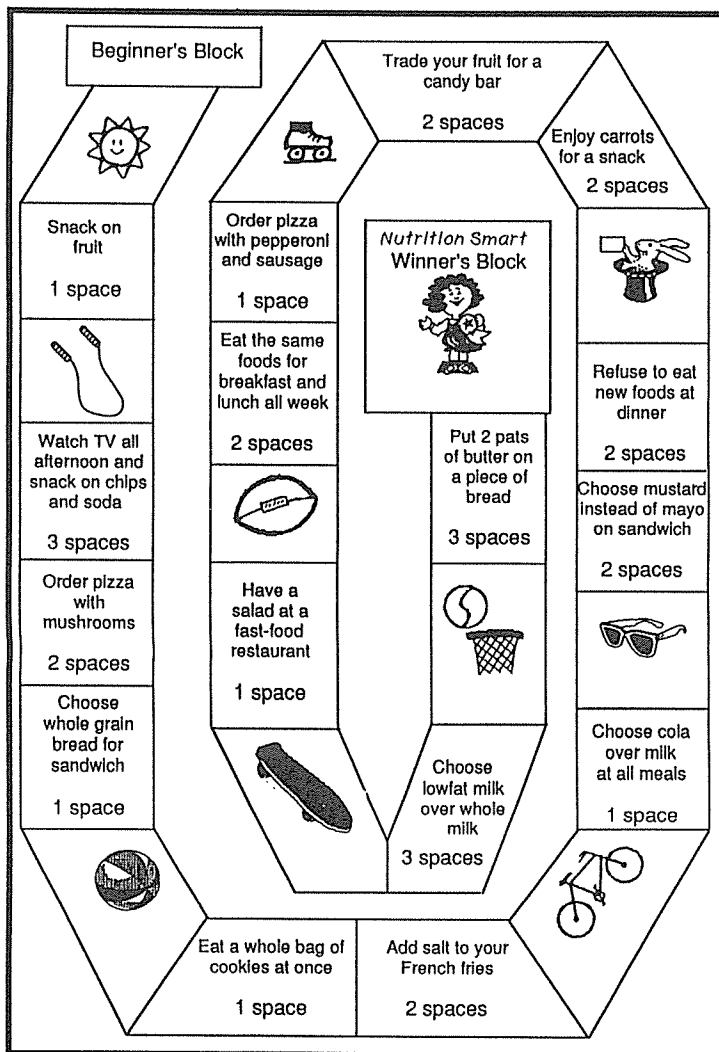 Beginner's Block
Snack on
fruit
1 space
Watch TV all
afternoon and
snack on chips
and soda
3 spaces
Order pizza
with
mushrooms
2 spaces
Choose
whole grain
bread for
sandwich
1 space
Eat a whole bag of
cookies at once
1 space
Add salt to your
French fries
2 spaces
Choose cola
over milk
at all meals
1 space
Choose mustard
instead of mayo
on sandwich
2 spaces
Refuse to eat
new foods at
dinner
2 spaces
Enjoy carrots
for a snack
2 spaces
Trade your fruit for a
candy bar
2 spaces
Order pizza
with pepperoni
and sausage
1 space
Eat the same
foods for
breakfast and
lunch all week
2 spaces
Have a
salad at a
fast-food
restaurant
1 space
Choose
lowfat milk
over whole
milk
3 spaces
Put 2 pats
of butter on
a piece of
bread
3 spaces
Nutrition Smart
Winner's Block